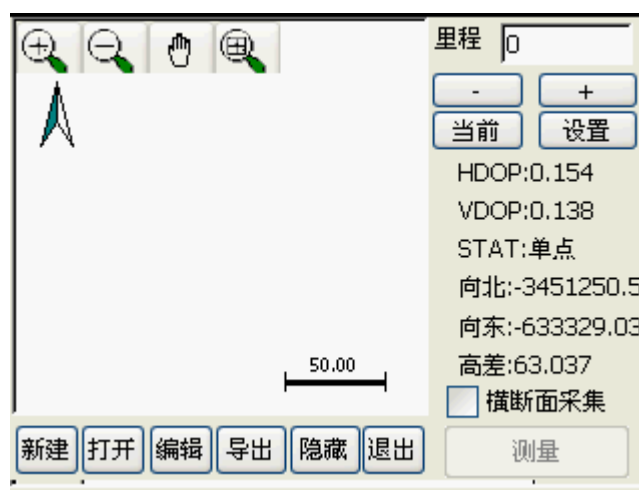 里程 0
- +
当前 设置
HDOP:0.154
VDOP:0.138
STAT:单点
向北:-3451250.5
向东:-633329.03
高差:63.037
横断面采集
测量
50.00
新建 打开 编辑 导出 隐藏 退出